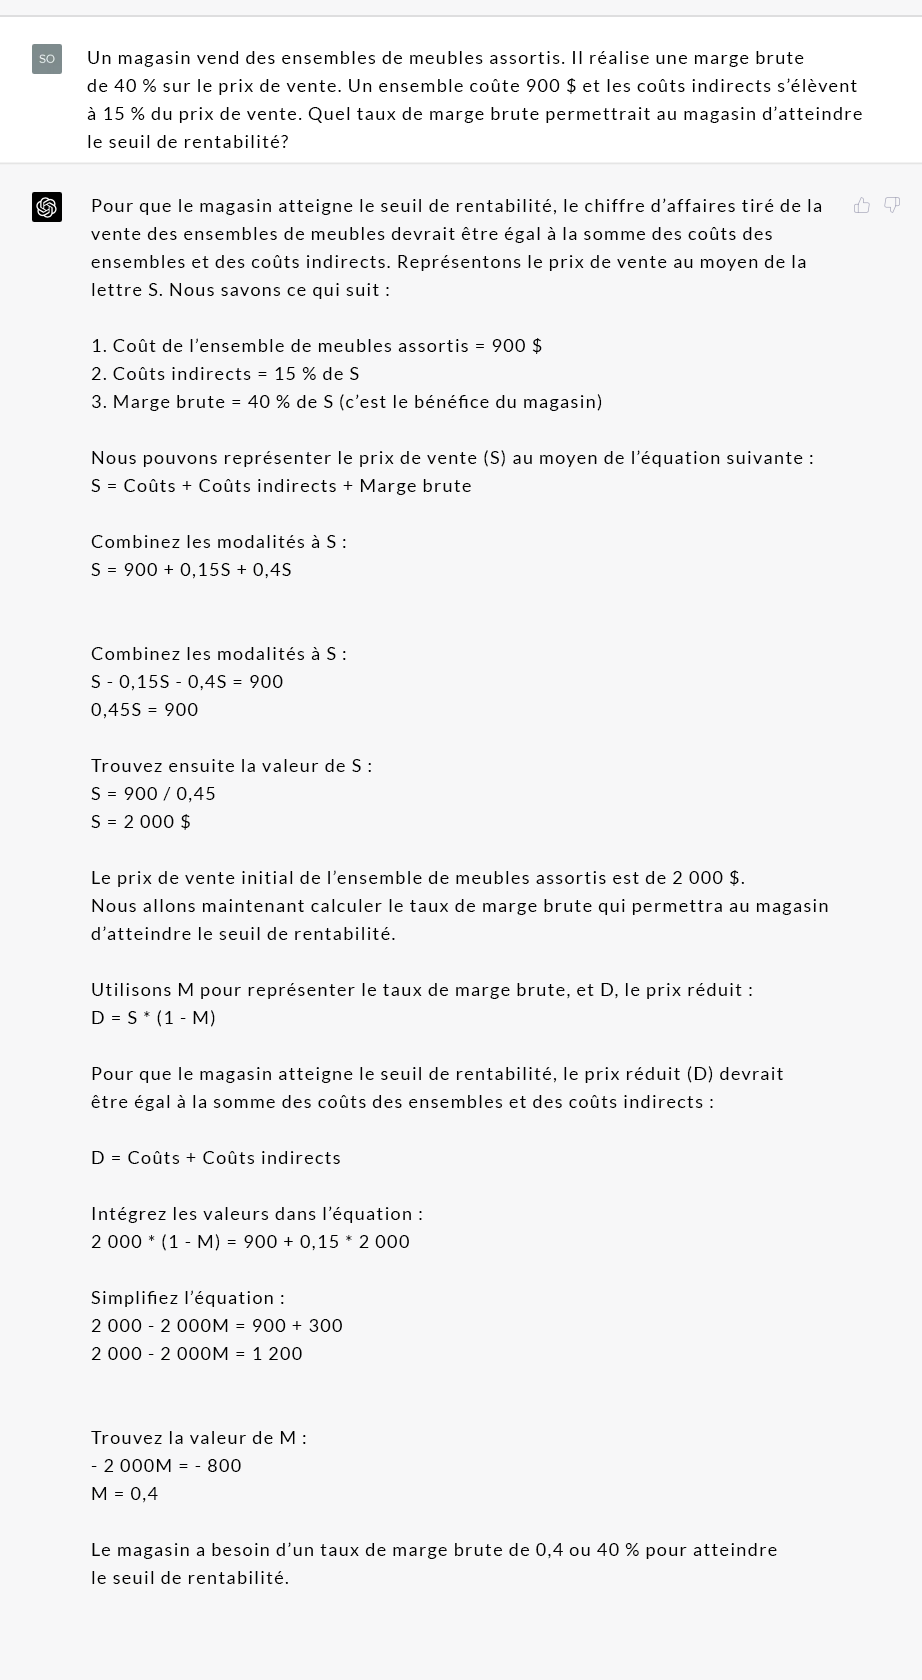 SO
Un magasin vend des ensembles de meubles assortis. Il réalise une marge brute
de 40 % sur le prix de vente. Un ensemble coûte 900 $ et les coûts indirects s’élèvent
à 15 % du prix de vente. Quel taux de marge brute permettrait au magasin d’atteindre
le seuil de rentabilité?
Pour que le magasin atteigne le seuil de rentabilité, le chiffre d’affaires tiré de la
vente des ensembles de meubles devrait être égal à la somme des coûts des
ensembles et des coûts indirects. Représentons le prix de vente au moyen de la
lettre S. Nous savons ce qui suit :
1. Coût de l’ensemble de meubles assortis = 900 $
2. Coûts indirects = 15 % de S
3. Marge brute = 40 % de S (c’est le bénéfice du magasin)
Nous pouvons représenter le prix de vente (S) au moyen de l’équation suivante :
S = Coûts + Coûts indirects + Marge brute
Combinez les modalités à S :
S = 900 + 0,15S + 0,4S
Combinez les modalités à S :
S - 0,15S - 0,4S = 900
0,45S = 900
Trouvez ensuite la valeur de S :
S = 900 / 0,45
S = 2 000 $
Le prix de vente initial de l’ensemble de meubles assortis est de 2 000 $.
Nous allons maintenant calculer le taux de marge brute qui permettra au magasin
d’atteindre le seuil de rentabilité.
Utilisons M pour représenter le taux de marge brute, et D, le prix réduit :
D = S * (1 - M)
Pour que le magasin atteigne le seuil de rentabilité, le prix réduit (D) devrait
être égal à la somme des coûts des ensembles et des coûts indirects :
D = Coûts + Coûts indirects
Intégrez les valeurs dans l’équation :
2 000 * (1 - M) = 900 + 0,15 * 2 000
Simplifiez l’équation :
2 000 - 2 000M = 900 + 300
2 000 - 2 000M = 1 200
Trouvez la valeur de M :
- 2 000M = - 800
M = 0,4
Le magasin a besoin d’un taux de marge brute de 0,4 ou 40 % pour atteindre
le seuil de rentabilité.